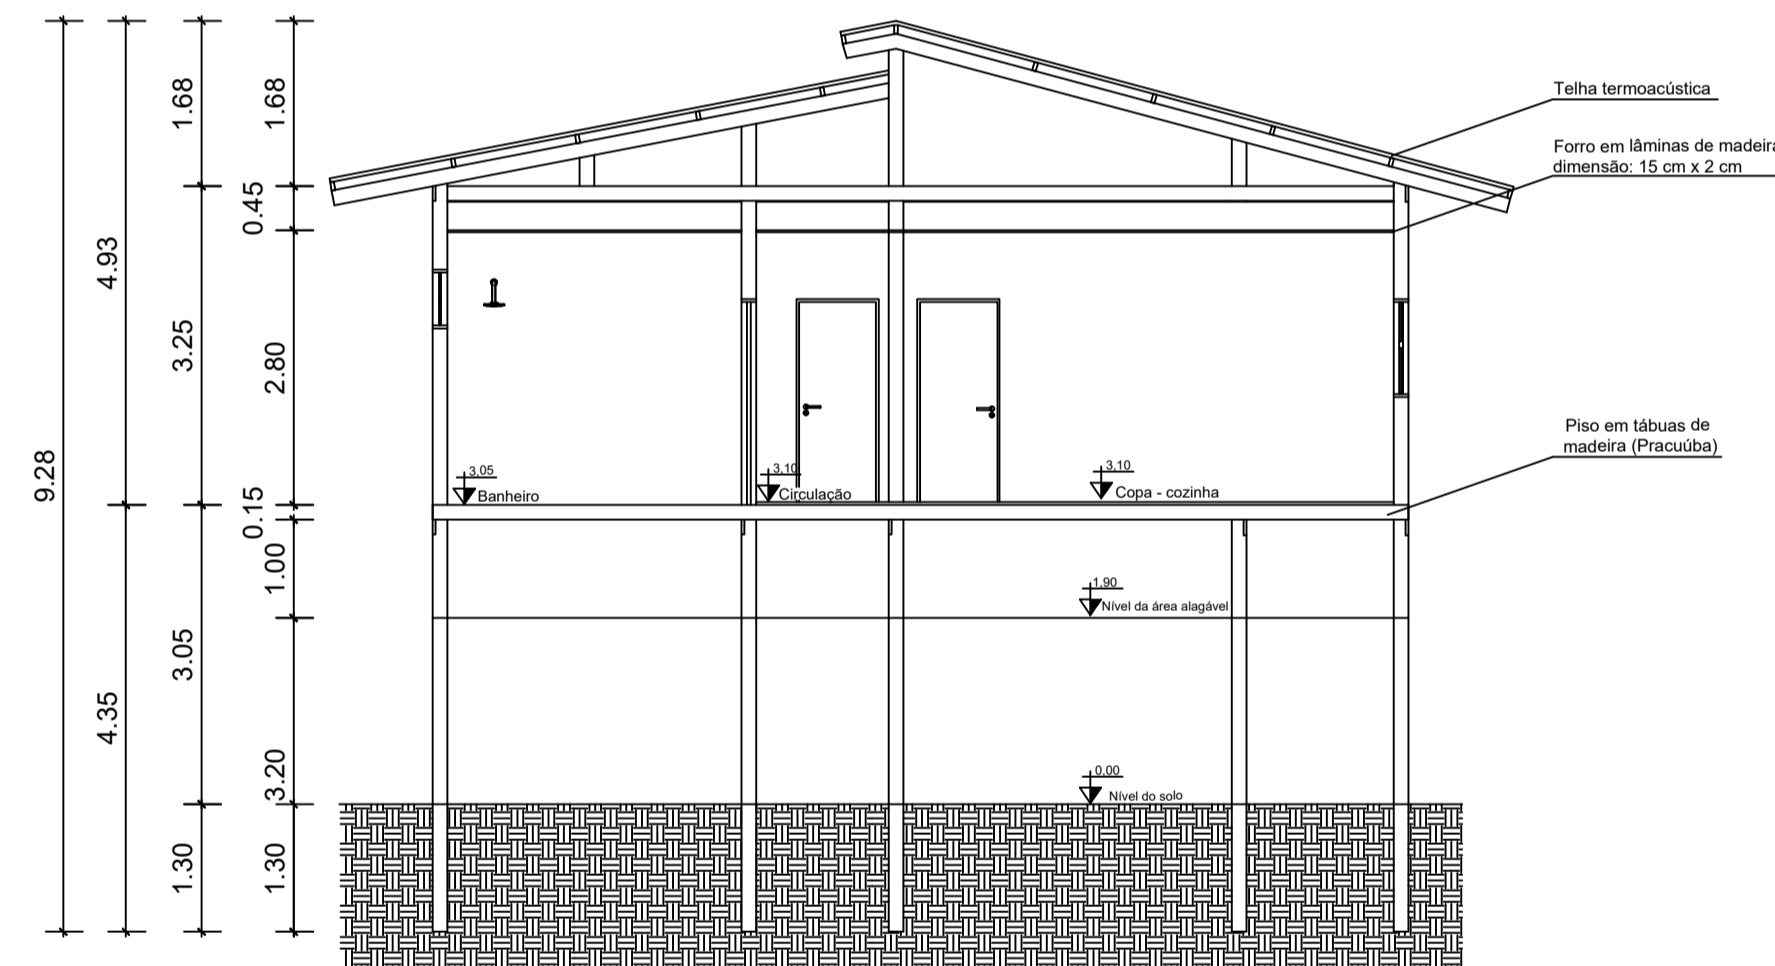 1.68
1.68
Telha termoacústica
Forro em lâminas de madeira
dimensão: 15 cm x 2 cm
0.45
4.93
3.25
2.80
Piso em tábuas de
madeira (Pracuúba)
9.28
3,05
Banheiro
3,10
Circulação
3,10
Copa - cozinha
0.15
1.00
1,90
Nível da área alagável
3.05
4.35
3.20
0,00
Nível do solo
1.30
1.30